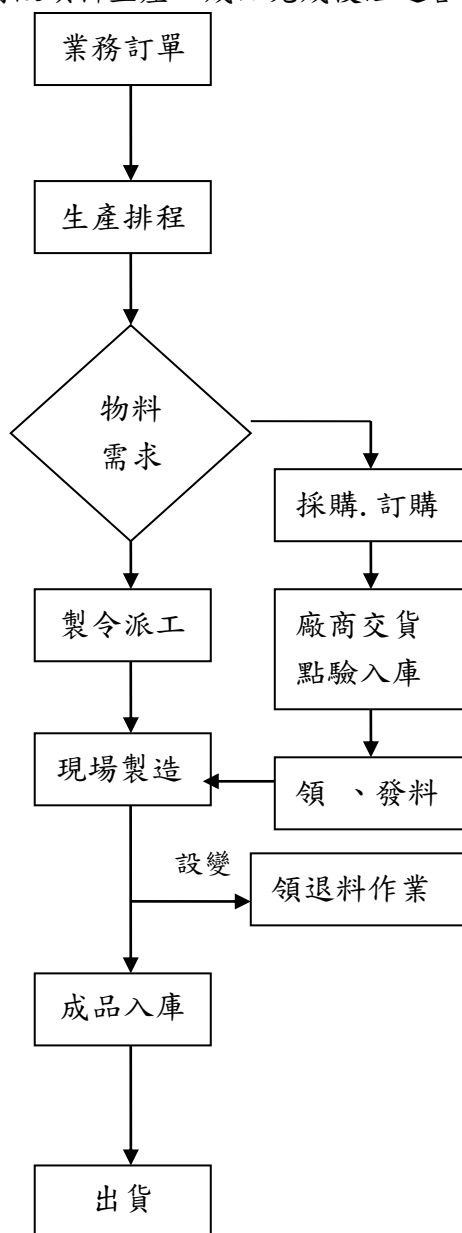 業務訂單
生產排程
物料
需求
採購.訂購
製令派工
廠商交貨
點驗入庫
現場製造
領 、發料
設變
領退料作業
成品入庫
出貨